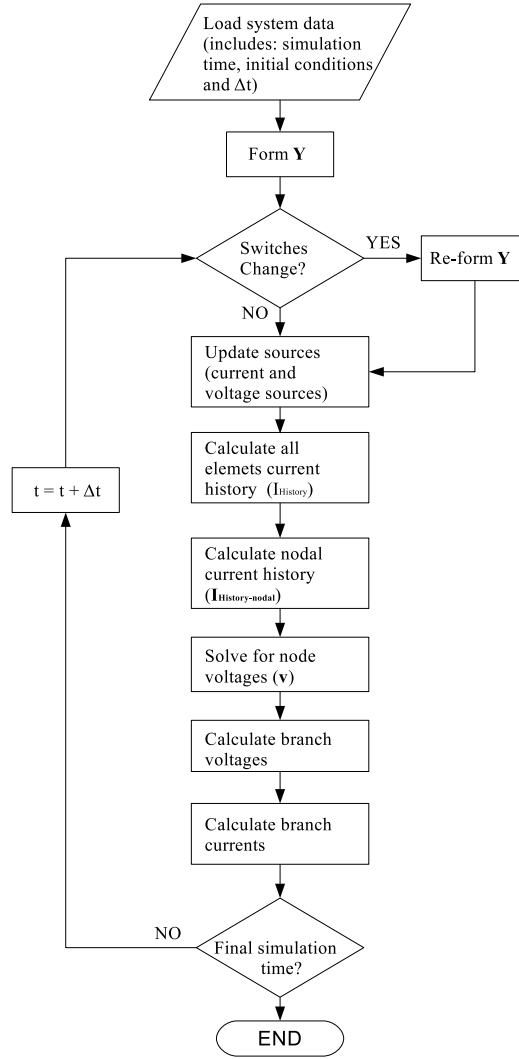 Load system data
(includes: simulation
time, initial conditions
and Δt)
Form Y
Switches
Change?
YES
Re-form Y
NO
Update sources
(current and
voltage sources)
Calculate all
elemets current
history (IHistory)
t = t + Δt
Calculate nodal
current history
(IHistory-nodal)
Solve for node
voltages (v)
Calculate branch
voltages
Calculate branch
currents
NO
Final simulation
time?
END